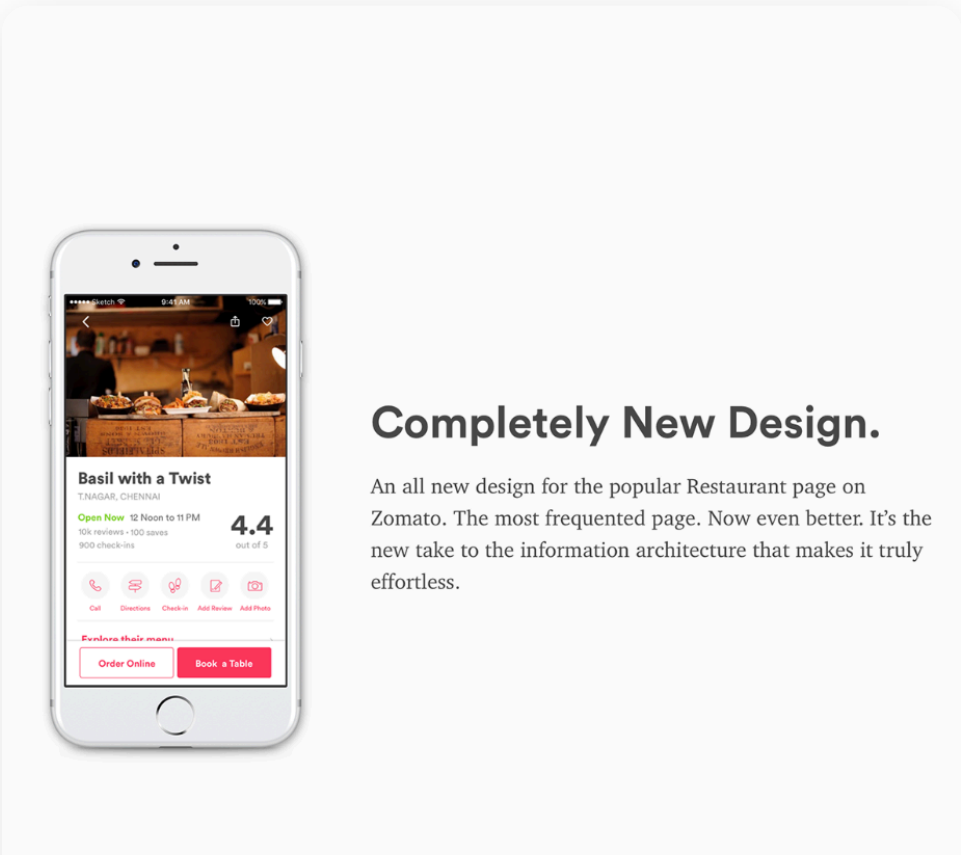 Sketch 9:41 AM 100%
Basil with a Twist
T.NAGAR, CHENNAI
Open Now 12 Noon to 11 PM
10k reviews • 100 saves
900 check-ins
4.4
out of 5
Call Directions Check-in Add Review Add Photo
Explore their menu
Order Online Book a Table
Completely New Design.
An all new design for the popular Restaurant page on
Zomato. The most frequented page. Now even better. It’s the
new take to the information architecture that makes it truly
effortless.